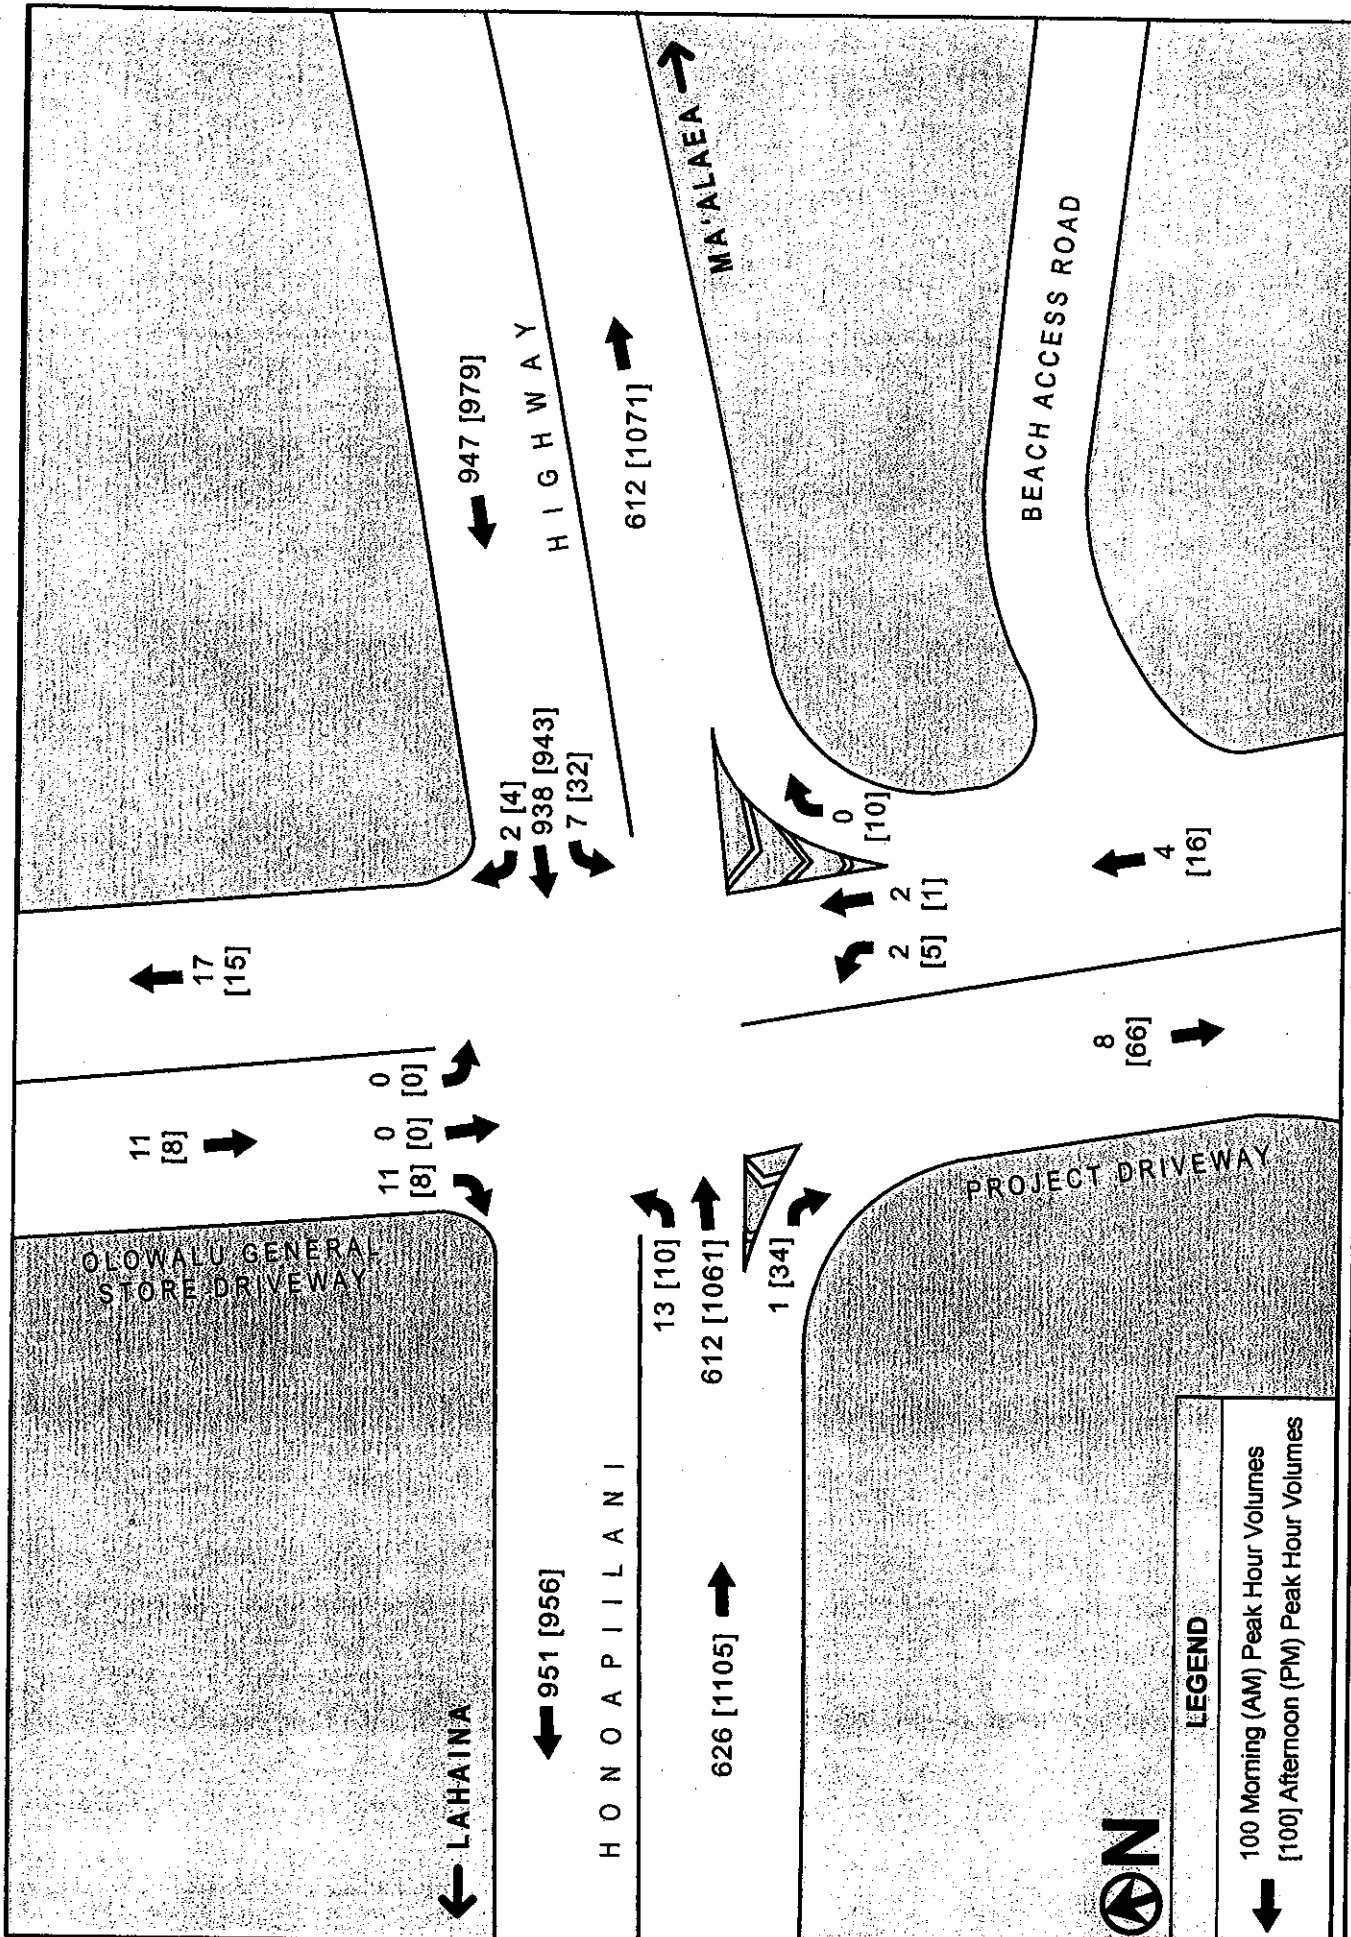 ← LAHAINA
HONOAPIILANI
HIGHWAY
MA'ALAEA →
BEACH ACCESS ROAD
OLOWALU GENERAL
STORE DRIVEWAY
PROJECT DRIVEWAY
11
[8]
17
[15]
11
[8]
0
[0]
0
[0]
2 [4]
938 [943]
7 [32]
947 [979]
612 [1071]
951 [956]
626 [1105]
13 [10]
612 [1061]
1 [34]
2
[5]
2
[1]
0
[10]
8
[66]
4
[16]
N
LEGEND
100 Morning (AM) Peak Hour Volumes
[100] Afternoon (PM) Peak Hour Volumes